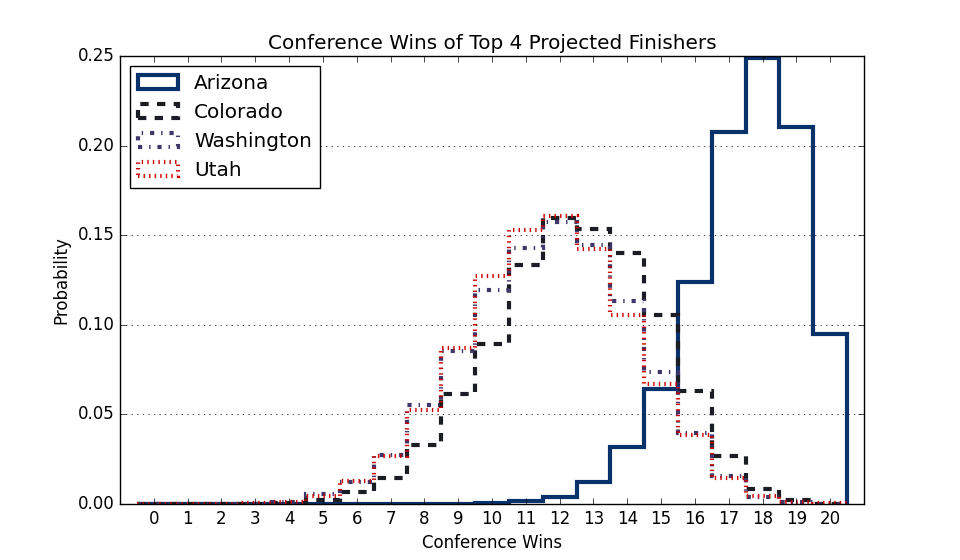 Conference Wins of Top 4 Projected Finishers
0.25
0.20
0.15
0.10
0.05
0.00
Probability
Arizona
Colorado
Washington
Utah
0 1 2 3 4 5 6 7 8 9 10 11 12 13 14 15 16 17 18 19 20
Conference Wins